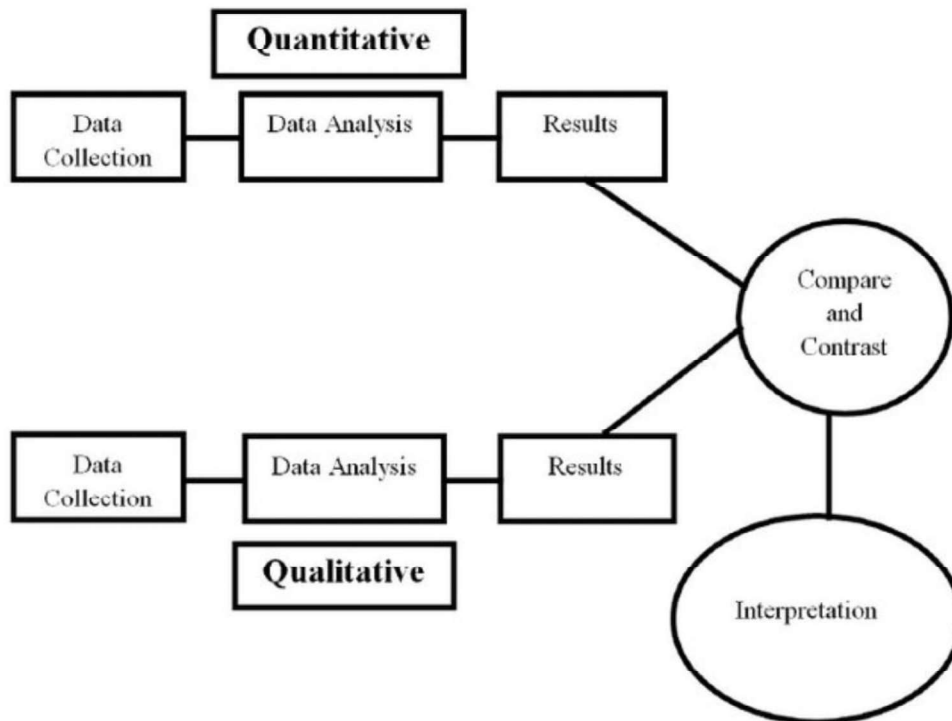 Quantitative
Data
Collection
Data Analysis
Results
Compare
and
Contrast
Data
Collection
Data Analysis
Results
Qualitative
Interpretation